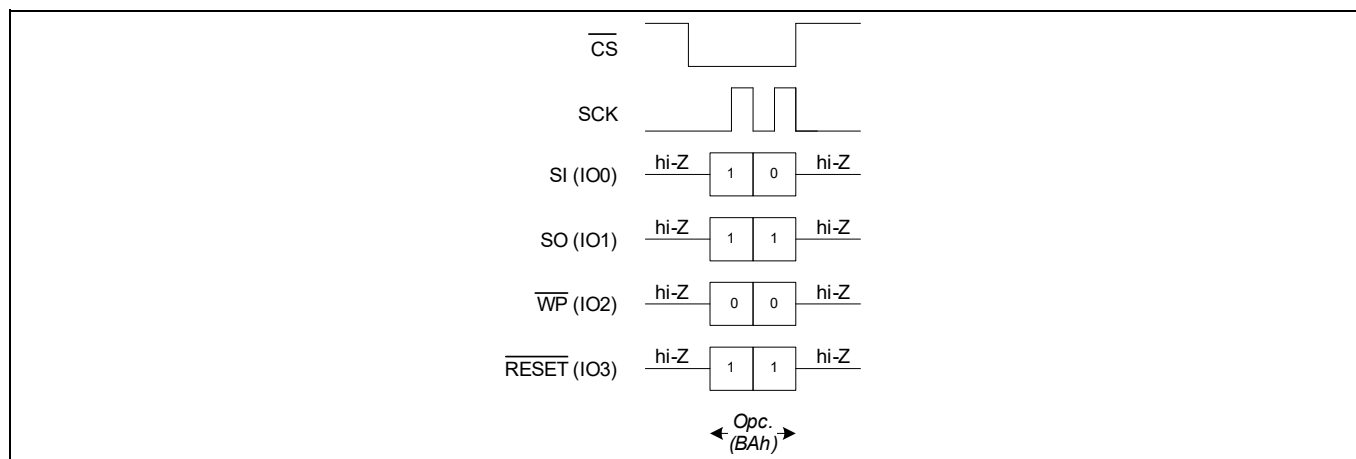 CS
SCK
hi-Z hi-Z
SI (IO0) 1 0
hi-Z hi-Z
SO (IO1) 1 1
hi-Z hi-Z
WP (IO2) 0 0
hi-Z hi-Z
RESET (IO3) 1 1
Opc.
(BAh)